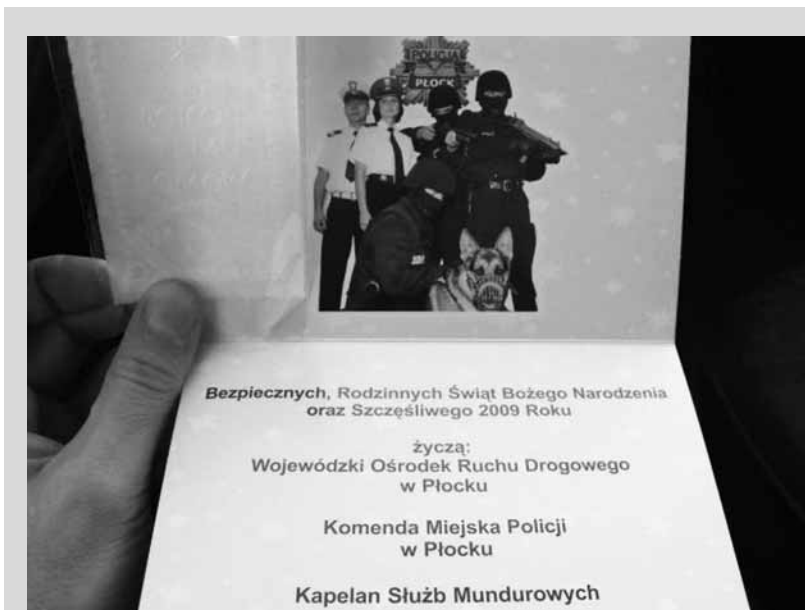 POLICJA
PŁOCK
Bezpiecznych, Rodzinnych Świąt Bożego Narodzenia
oraz Szczęśliwego 2009 Roku
życzą:
Wojewódzki Ośrodek Ruchu Drogowego
w Płocku
Komenda Miejska Policji
w Płocku
Kapelan Służb Mundurowych